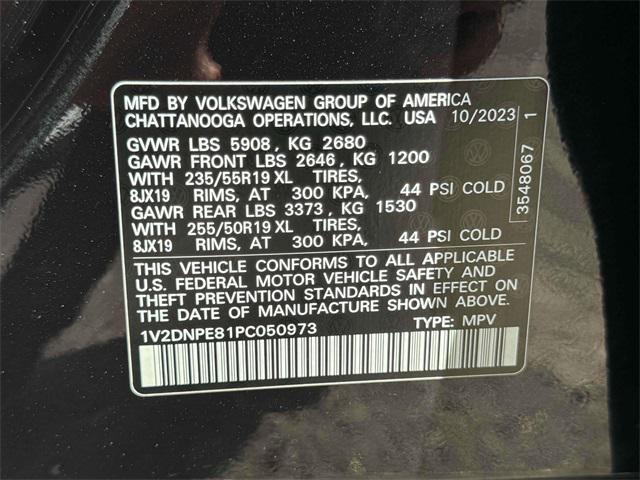 MFD BY VOLKSWAGEN GROUP OF AMERICA
CHATTANOOGA OPERATIONS, LLC. USA 10/2023
GVWR LBS 5908 , KG 2680
GAWR FRONT LBS 2646 , KG 1200
WITH 235/55R19 XL TIRES,
8JX19 RIMS, AT 300 KPA, 44 PSI COLD
GAWR REAR LBS 3373 , KG 1530
WITH 255/50R19 XL TIRES,
8JX19 RIMS, AT 300 KPA, 44 PSI COLD
THIS VEHICLE CONFORMS TO ALL APPLICABLE
U.S. FEDERAL MOTOR VEHICLE SAFETY AND
THEFT PREVENTION STANDARDS IN EFFECT ON
THE DATE OF MANUFACTURE SHOWN ABOVE.
1V2DNPE81PC050973 TYPE: MPV
3548067 1